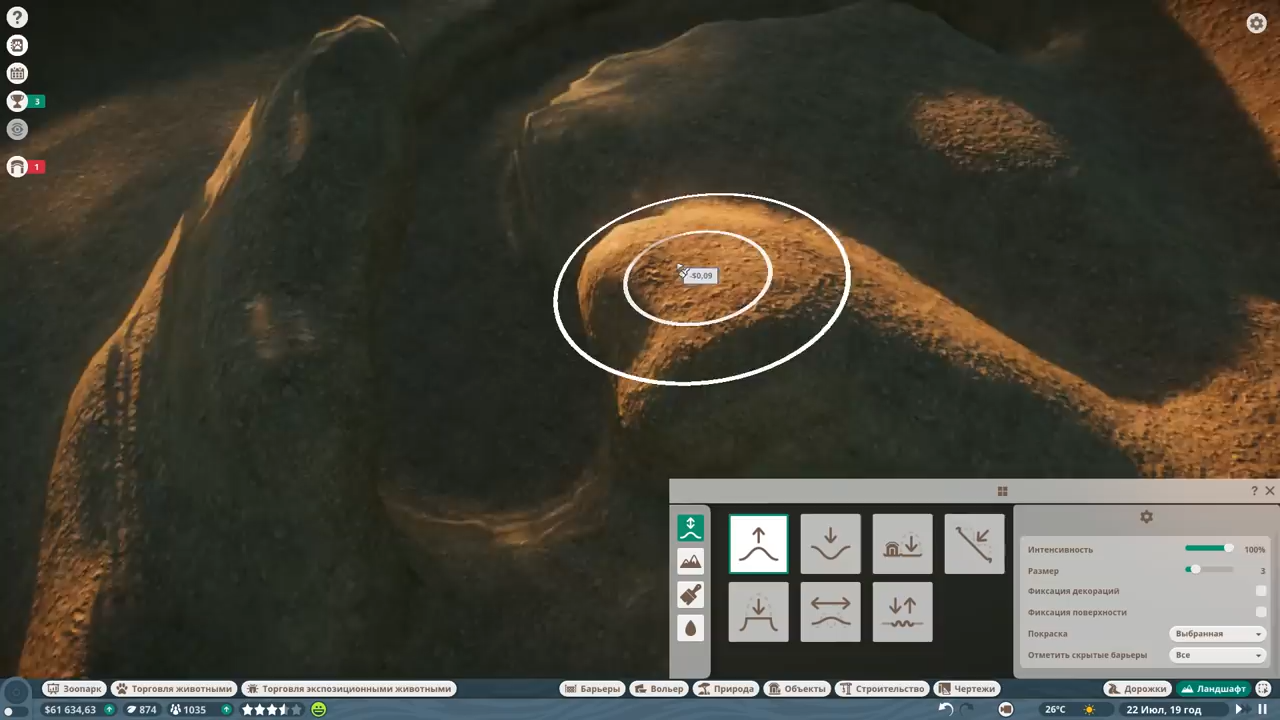 ?
3
1
-$0,09
?
Интенсивность 100%
Размер 3
Фиксация декораций
Фиксация поверхности
Покраска Выбранная
Отметить скрытые барьеры Все
Зоопарк Торговля животными Торговля экспозиционными животными Барьеры Вольер Природа Объекты Строительство Чертежи Дорожки Ландшафт
$61 634,63 874 1035 26°C 22 Июл, 19 год